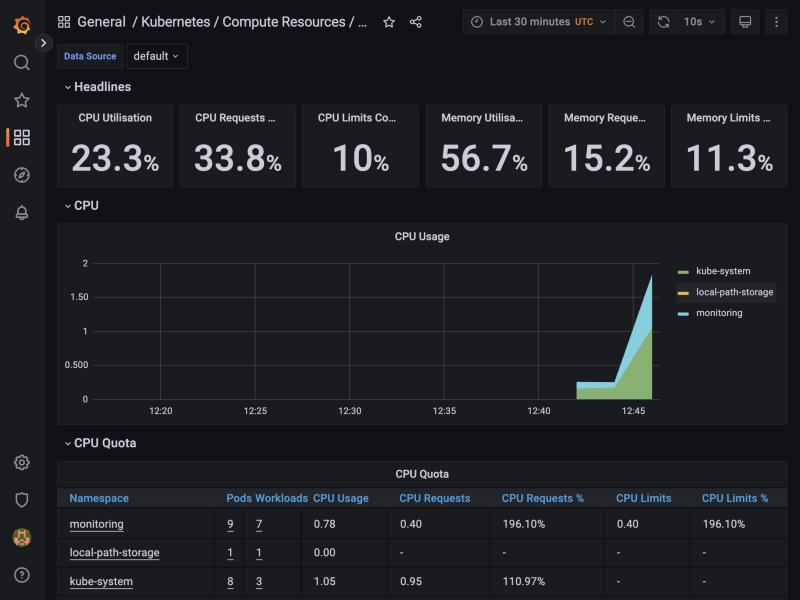 General / Kubernetes / Compute Resources / ...
Last 30 minutes UTC
10s
Data Source
default
Headlines
CPU Utilisation
23.3%
CPU Requests ...
33.8%
CPU Limits Co...
10%
Memory Utilisa...
56.7%
Memory Reque...
15.2%
Memory Limits ...
11.3%
CPU
CPU Usage
2
1.50
1
0.500
0
12:20 12:25 12:30 12:35 12:40 12:45
kube-system
local-path-storage
monitoring
CPU Quota
CPU Quota
Namespace Pods Workloads CPU Usage CPU Requests CPU Requests % CPU Limits CPU Limits %
monitoring 9 7 0.78 0.40 196.10% 0.40 196.10%
local-path-storage 1 1 0.00 - - - -
kube-system 8 3 1.05 0.95 110.97% - -